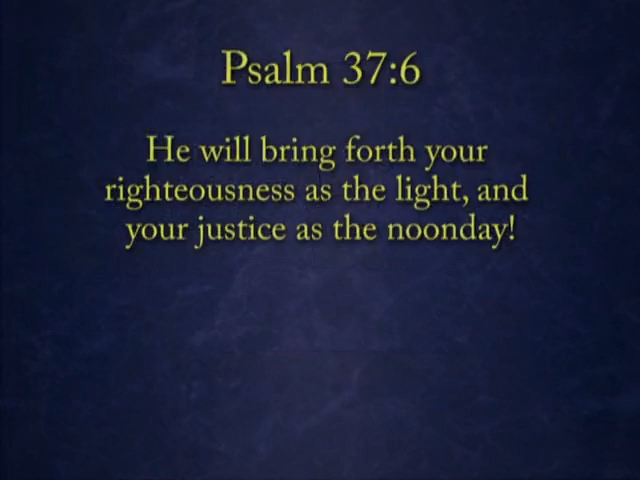 Psalm 37:6
He will bring forth your
righteousness as the light, and
your justice as the noonday!